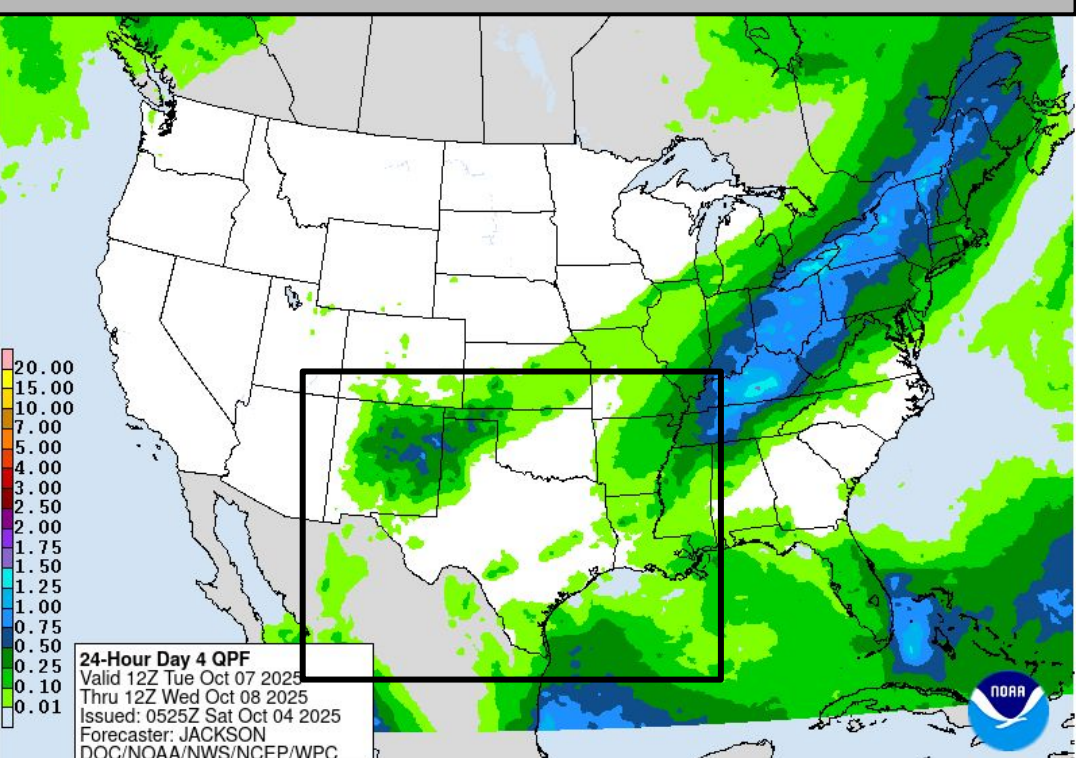 20.00
15.00
10.00
7.00
5.00
4.00
3.00
2.50
2.00
1.75
1.50
1.25
1.00
0.75
0.50
0.25
0.10
0.01
24-Hour Day 4 QPF
Valid 12Z Tue Oct 07 2025
Thru 12Z Wed Oct 08 2025
Issued: 0525Z Sat Oct 04 2025
Forecaster: JACKSON
DOC/NOAA/NWS/NCEP/WPC
NOAA